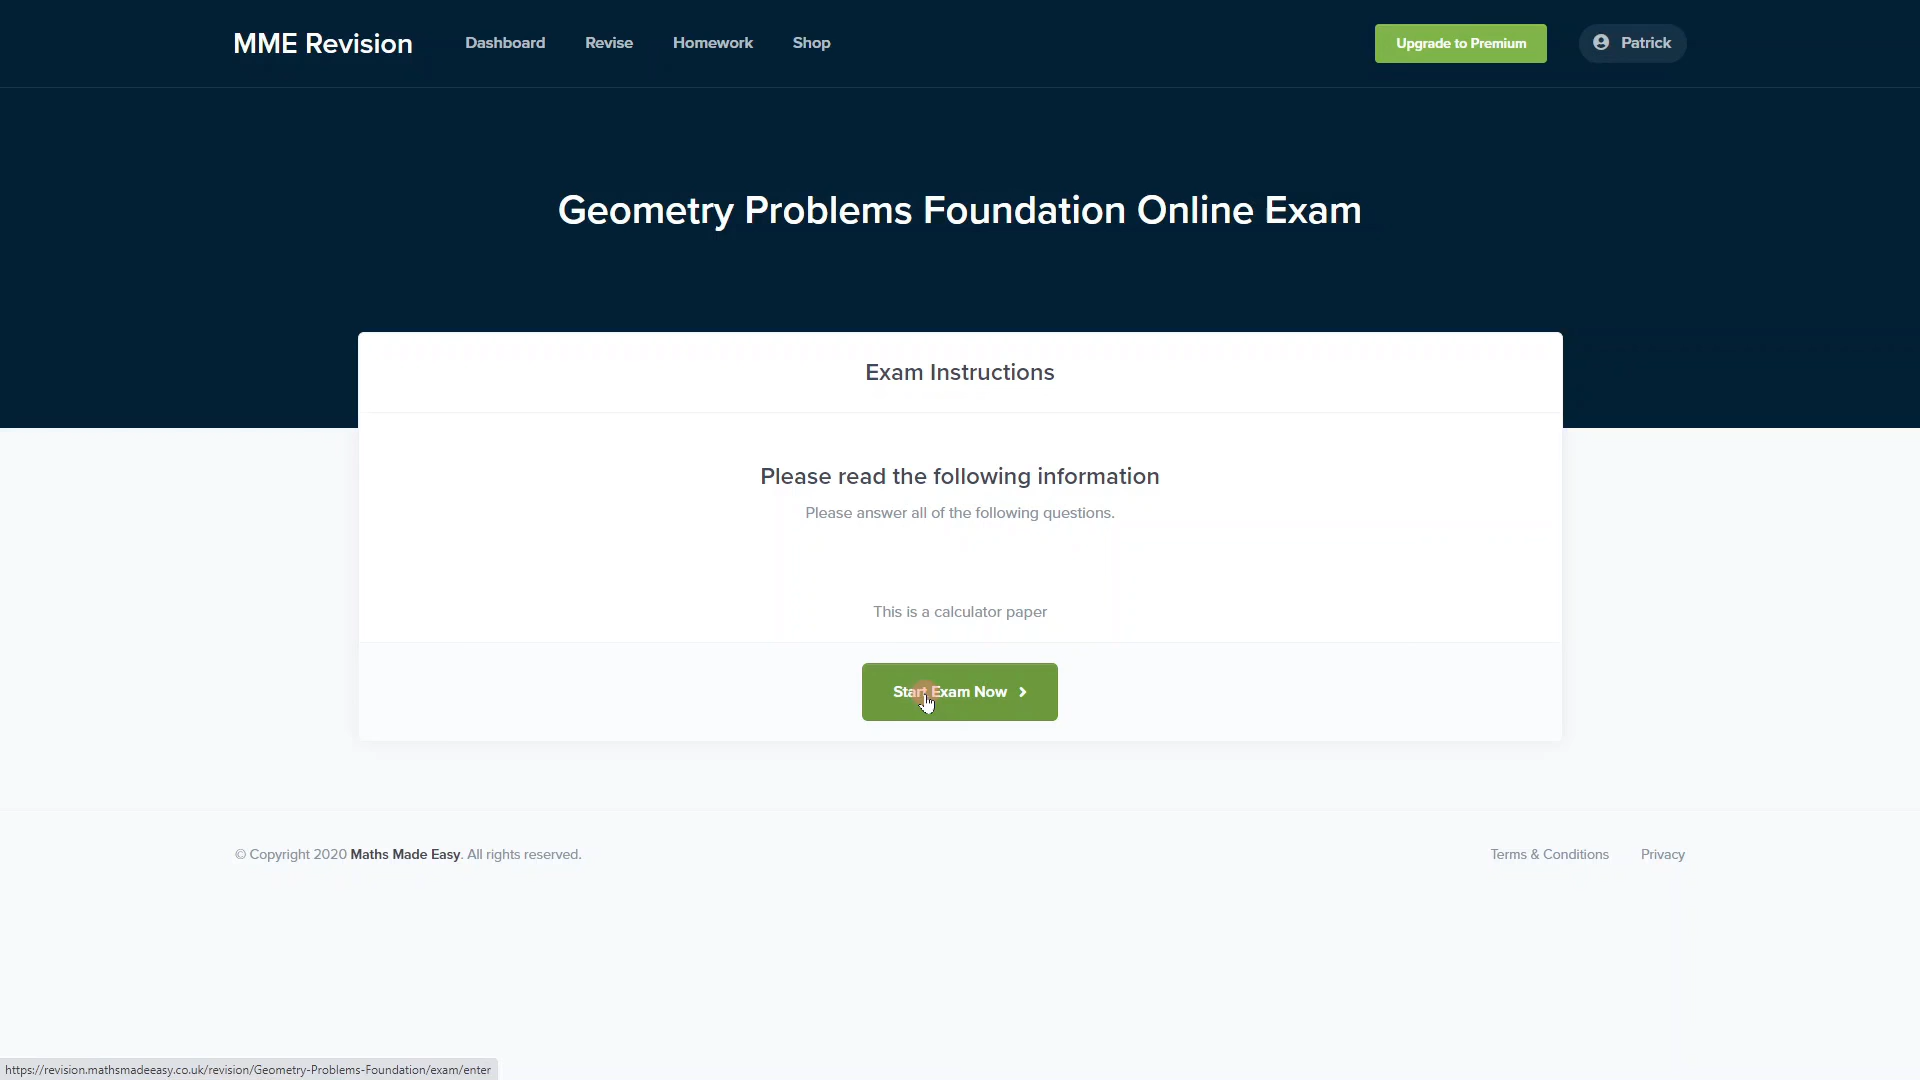 MME Revision
Dashboard
Revise
Homework
Shop
Upgrade to Premium
Patrick
Geometry Problems Foundation Online Exam
Exam Instructions
Please read the following information
Please answer all of the following questions.
This is a calculator paper
Start Exam Now
© Copyright 2020 Maths Made Easy. All rights reserved.
Terms & Conditions
Privacy
https://revision.mathsmadeeasy.co.uk/revision/Geometry-Problems-Foundation/exam/enter